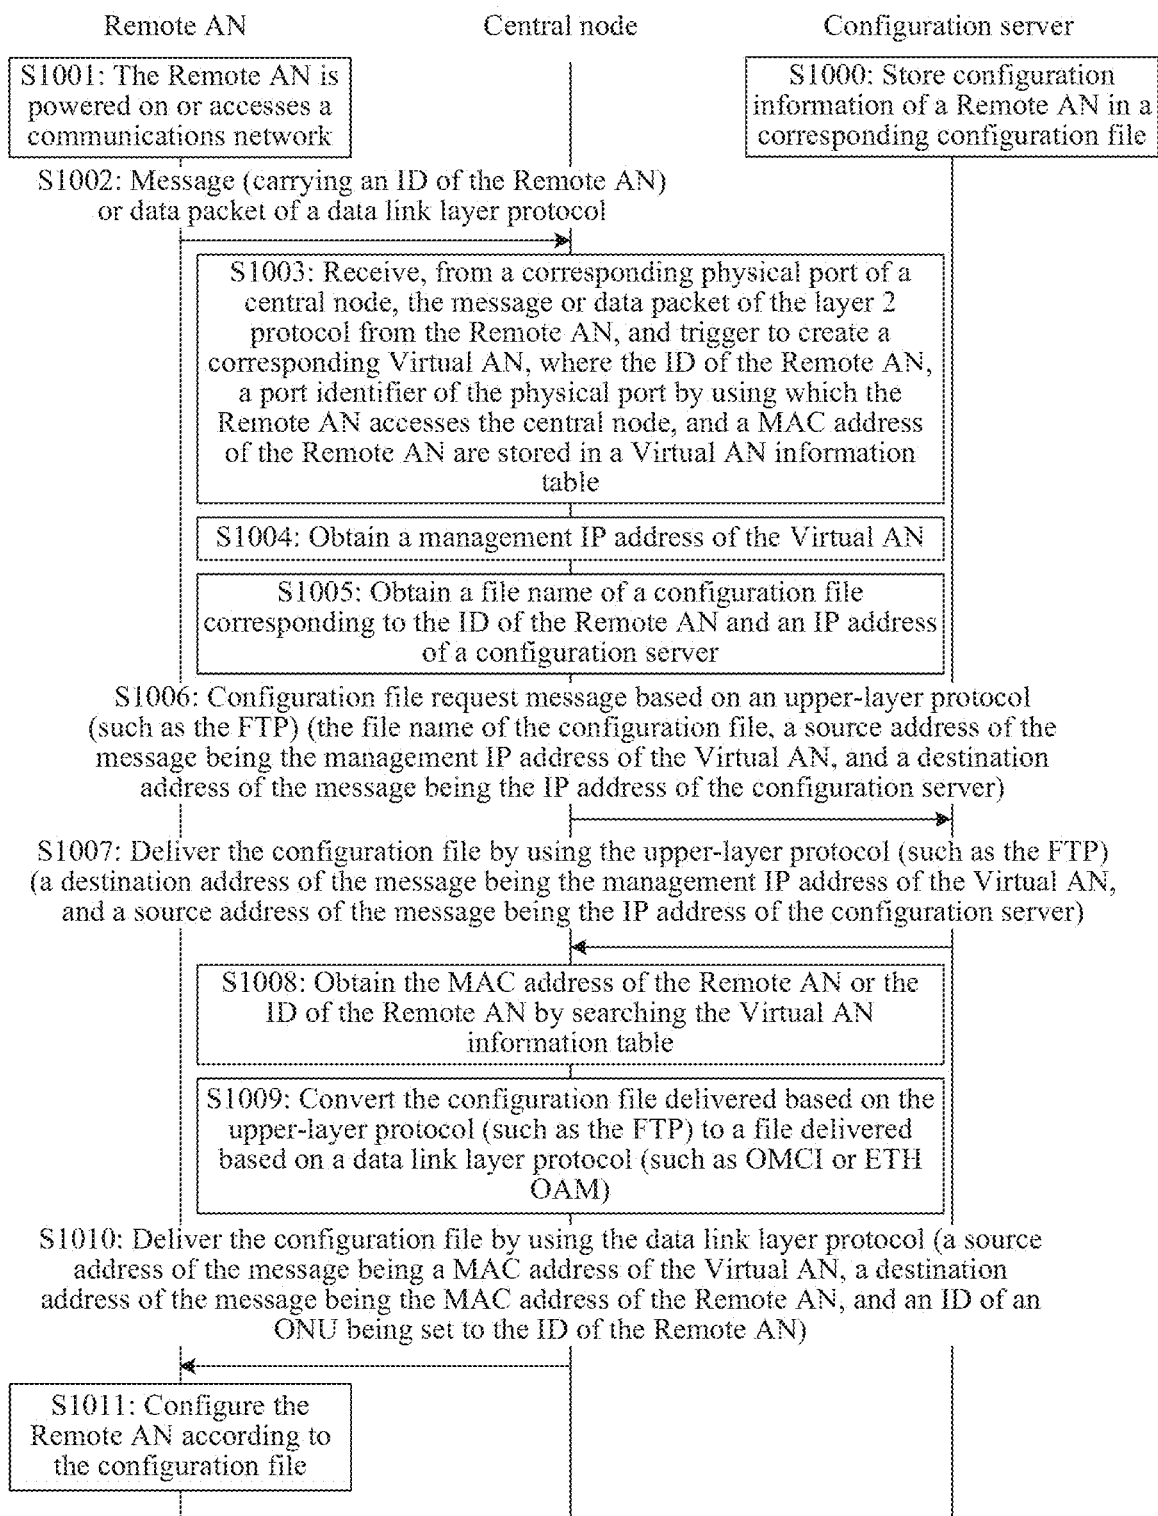 Remote AN
Central node
Configuration server
S1001: The Remote AN is
powered on or accesses a
communications network
S1000: Store configuration
information of a Remote AN in a
corresponding configuration file
S1002: Message (carrying an ID of the Remote AN)
or data packet of a data link layer protocol
S1003: Receive, from a corresponding physical port of a
central node, the message or data packet of the layer 2
protocol from the Remote AN, and trigger to create a
corresponding Virtual AN, where the ID of the Remote AN,
a port identifier of the physical port by using which the
Remote AN accesses the central node, and a MAC address
of the Remote AN are stored in a Virtual AN information
table
S1004: Obtain a management IP address of the Virtual AN
S1005: Obtain a file name of a configuration file
corresponding to the ID of the Remote AN and an IP address
of a configuration server
S1006: Configuration file request message based on an upper-layer protocol
(such as the FTP) (the file name of the configuration file, a source address of the
message being the management IP address of the Virtual AN, and a destination
address of the message being the IP address of the configuration server)
S1007: Deliver the configuration file by using the upper-layer protocol (such as the FTP)
(a destination address of the message being the management IP address of the Virtual AN,
and a source address of the message being the IP address of the configuration server)
S1008: Obtain the MAC address of the Remote AN or the
ID of the Remote AN by searching the Virtual AN
information table
S1009: Convert the configuration file delivered based on the
upper-layer protocol (such as the FTP) to a file delivered
based on a data link layer protocol (such as OMCI or ETH
OAM)
S1010: Deliver the configuration file by using the data link layer protocol (a source
address of the message being a MAC address of the Virtual AN, a destination
address of the message being the MAC address of the Remote AN, and an ID of an
ONU being set to the ID of the Remote AN)
S1011: Configure the
Remote AN according to
the configuration file